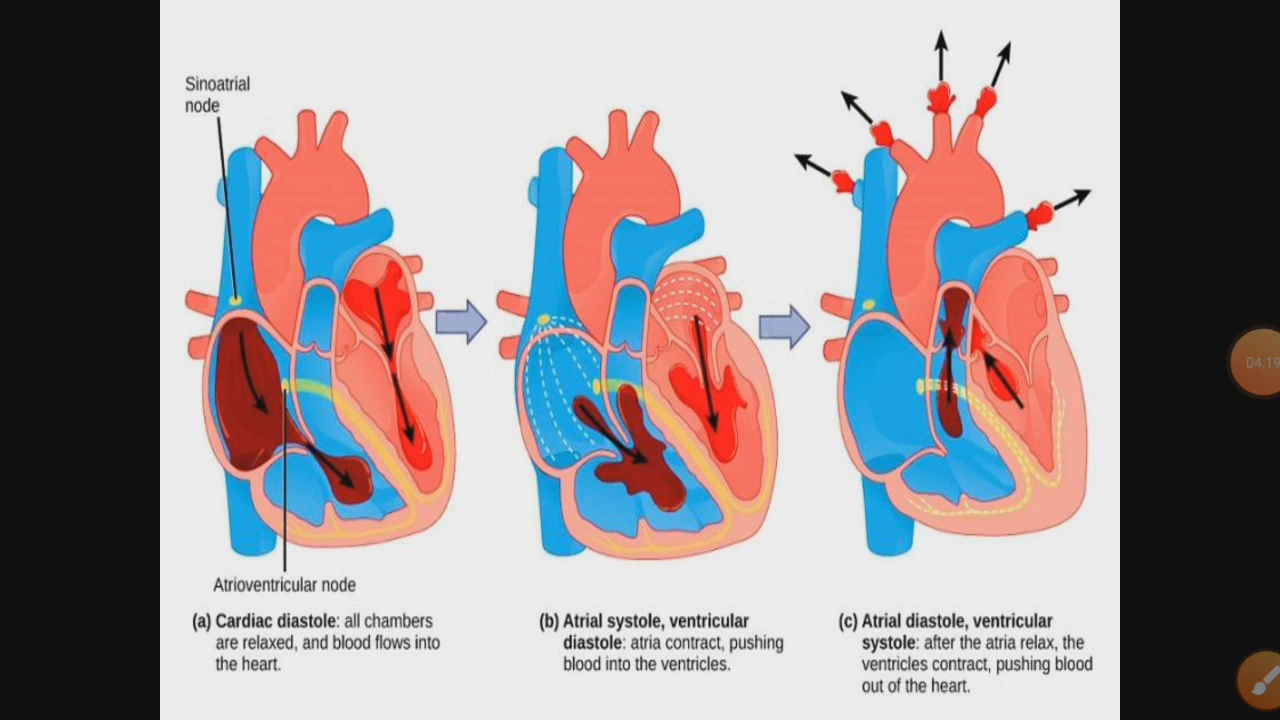 Sinoatrial
node
Atrioventricular node
(a) Cardiac diastole: all chambers
are relaxed, and blood flows into
the heart.
(b) Atrial systole, ventricular
diastole: atria contract, pushing
blood into the ventricles.
(c) Atrial diastole, ventricular
systole: after the atria relax, the
ventricles contract, pushing blood
out of the heart.
04:19